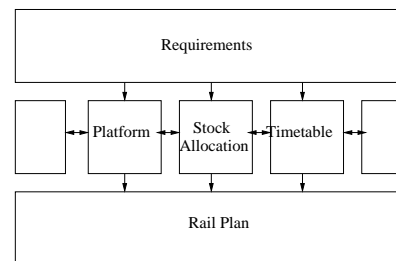 Requirements
Platform
Stock
Allocation
Timetable
Rail Plan